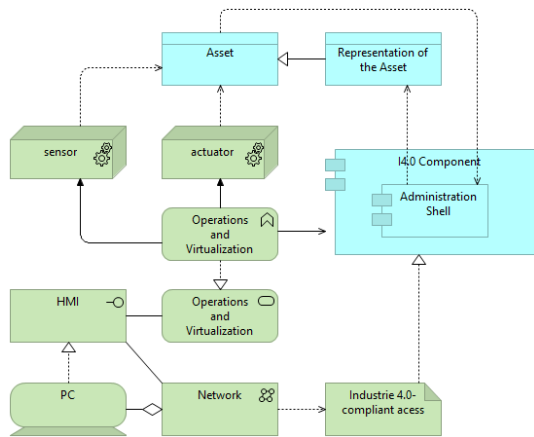 Asset
Representation of
the Asset
sensor
actuator
I4.0 Component
Administration
Shell
Operations
and
Virtualization
HMI
Operations
and
Virtualization
PC
Network
Industrie 4.0-
compliant acess